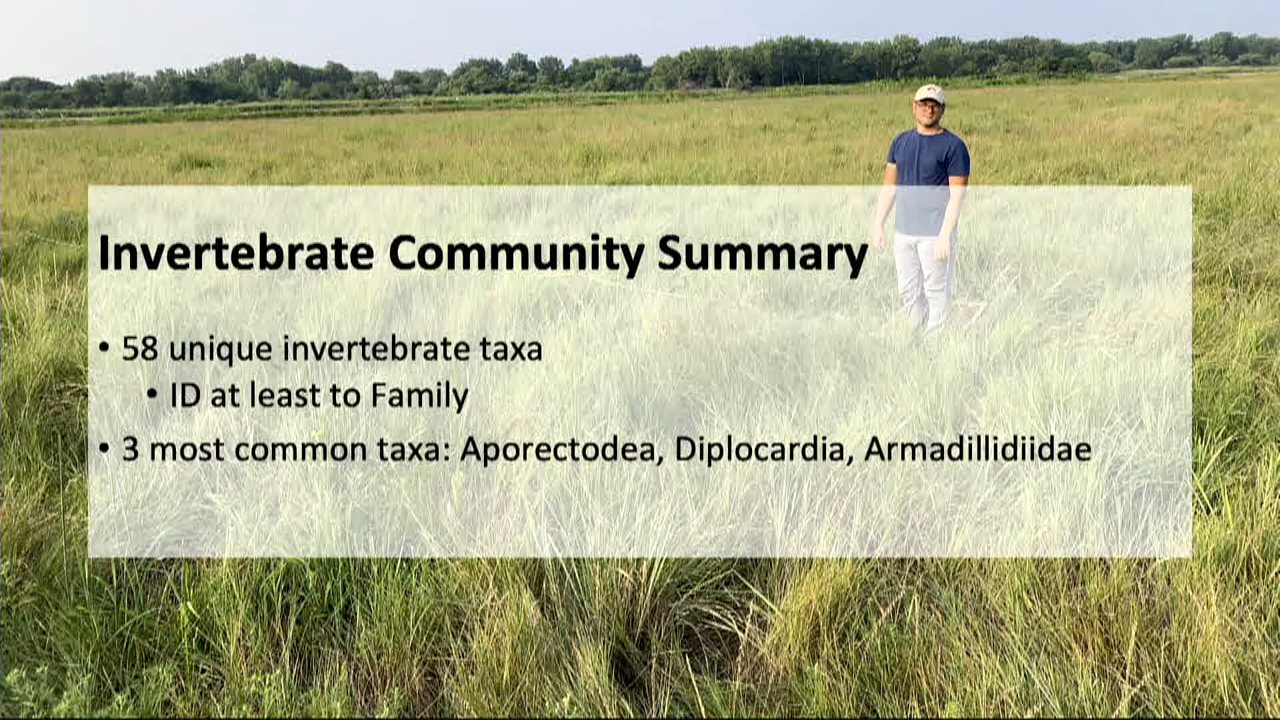 Invertebrate Community Summary
• 58 unique invertebrate taxa
• ID at least to Family
• 3 most common taxa: Aporectodea, Diplocardia, Armadillidiidae